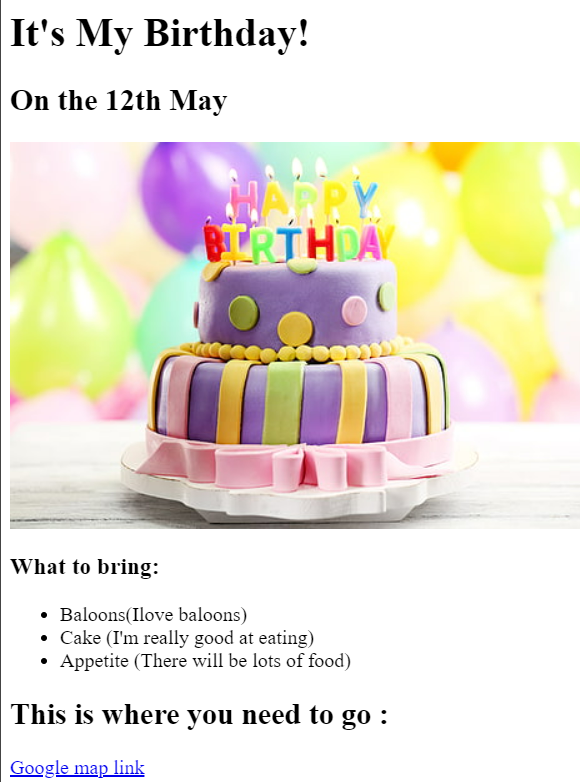 It's My Birthday!
On the 12th May
HAPPY
BIRTHDAY
What to bring:
Baloons(Ilove baloons)
Cake (I'm really good at eating)
Appetite (There will be lots of food)
This is where you need to go :
Google map link